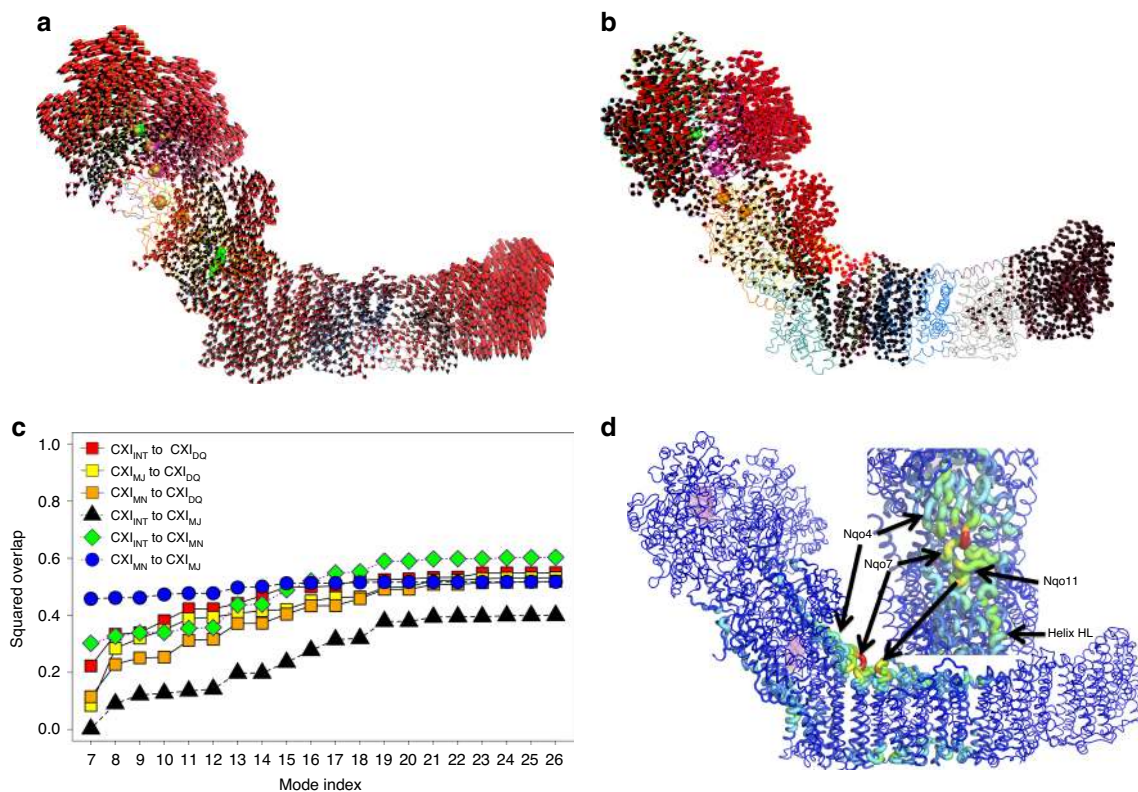 a
b
c
1.0
0.8
0.6
0.4
0.2
0.0
Squared overlap
CXI_INT to CXI_DQ
CXI_MJ to CXI_DQ
CXI_MN to CXI_DQ
CXI_INT to CXI_MJ
CXI_INT to CXI_MN
CXI_MN to CXI_MJ
7 8 9 10 11 12 13 14 15 16 17 18 19 20 21 22 23 24 25 26
Mode index
d
Nqo4
Nqo7
Nqo11
Helix HL